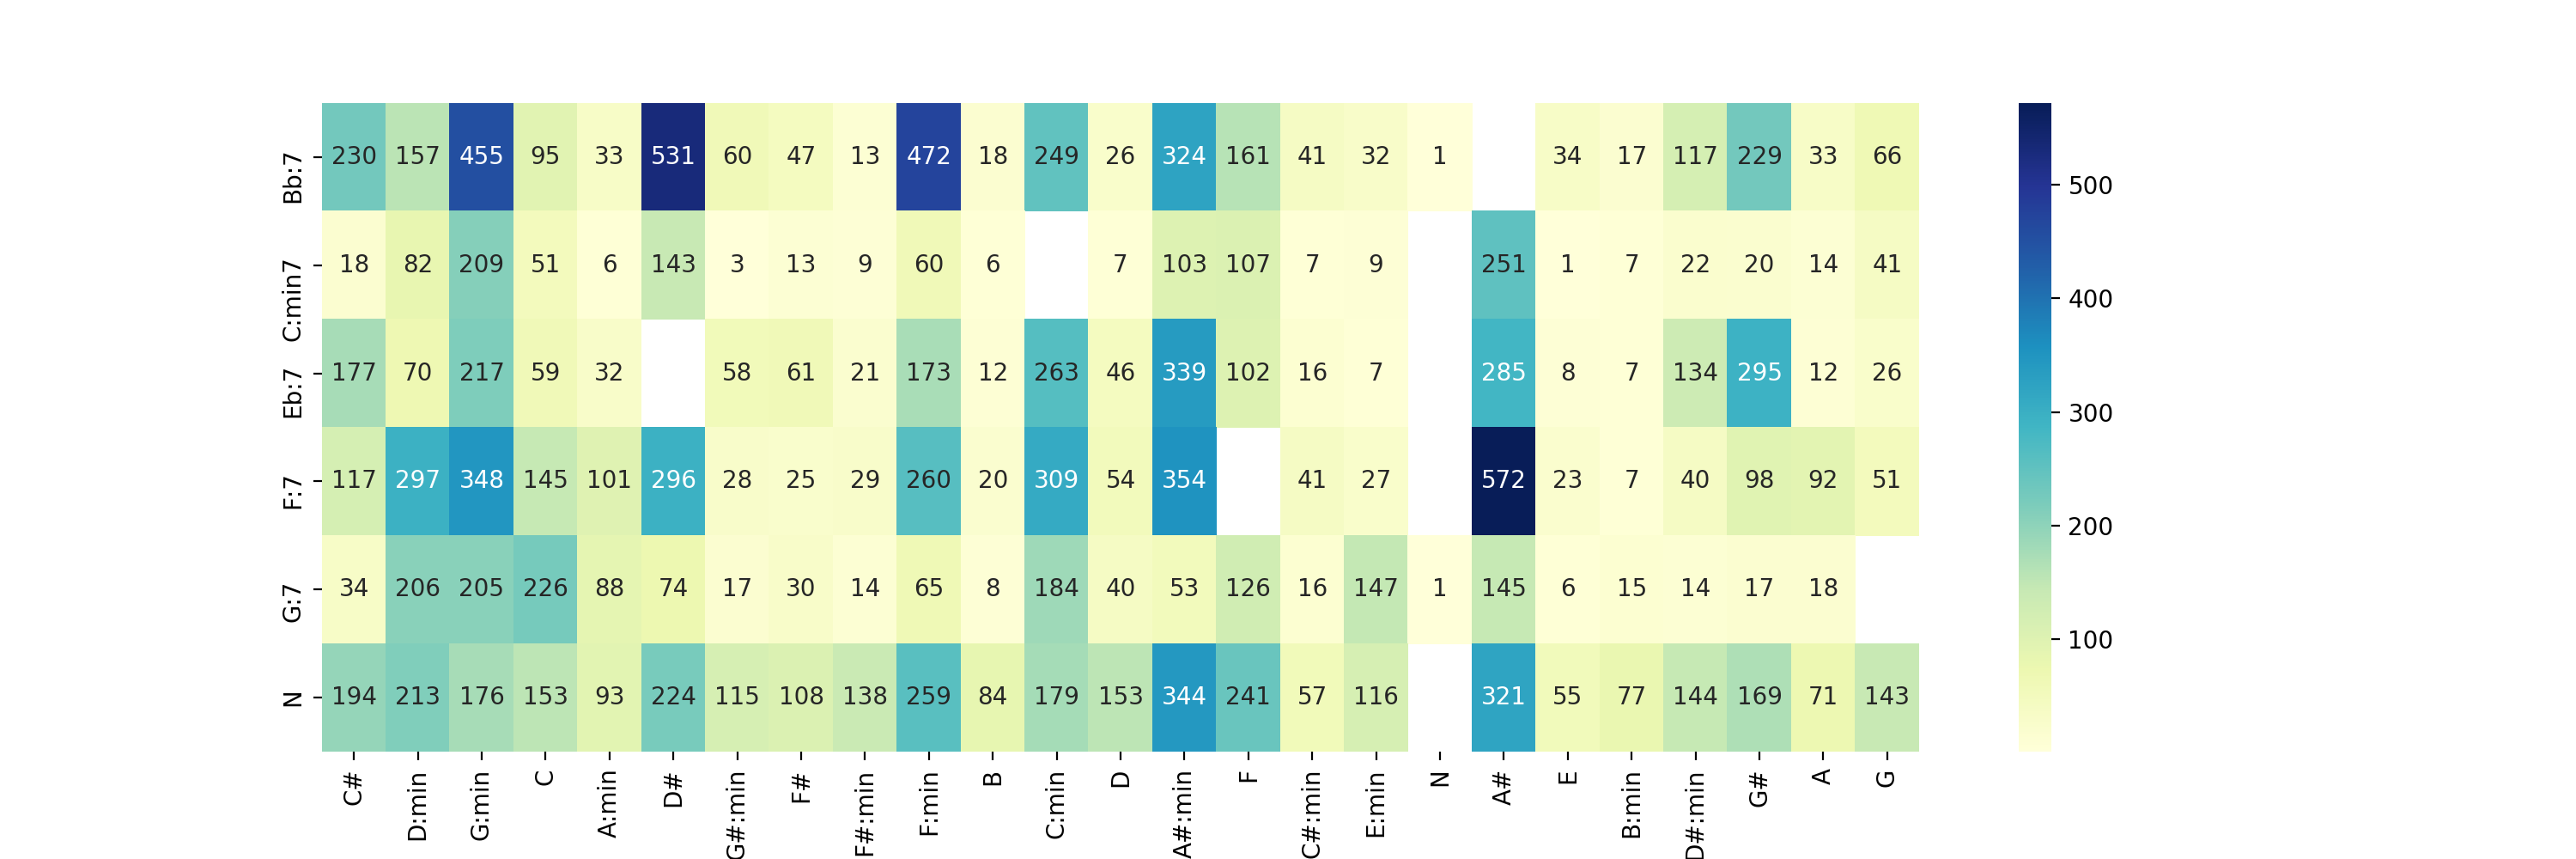 Bb:7 230 157 455 95 33 531 60 47 13 472 18 249 26 324 161 41 32 1 34 17 117 229 33 66
C:min7 18 82 209 51 6 143 3 13 9 60 6 7 103 107 7 9 251 1 7 22 20 14 41
Eb:7 177 70 217 59 32 58 61 21 173 12 263 46 339 102 16 7 285 8 7 134 295 12 26
F:7 117 297 348 145 101 296 28 25 29 260 20 309 54 354 41 27 572 23 7 40 98 92 51
G:7 34 206 205 226 88 74 17 30 14 65 8 184 40 53 126 16 147 1 145 6 15 14 17 18
N 194 213 176 153 93 224 115 108 138 259 84 179 153 344 241 57 116 321 55 77 144 169 71 143
C# D:min G:min C A:min D# G#:min F# F#:min F:min B C:min D A#:min F C#:min E:min N A# E B:min D#:min G# A G
500
400
300
200
100